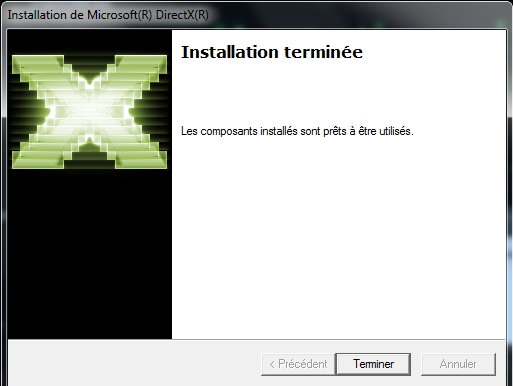 Installation de Microsoft(R) DirectX(R)
Installation terminée
Les composants installés sont prêts à être utilisés.
< Précédent
Terminer
Annuler